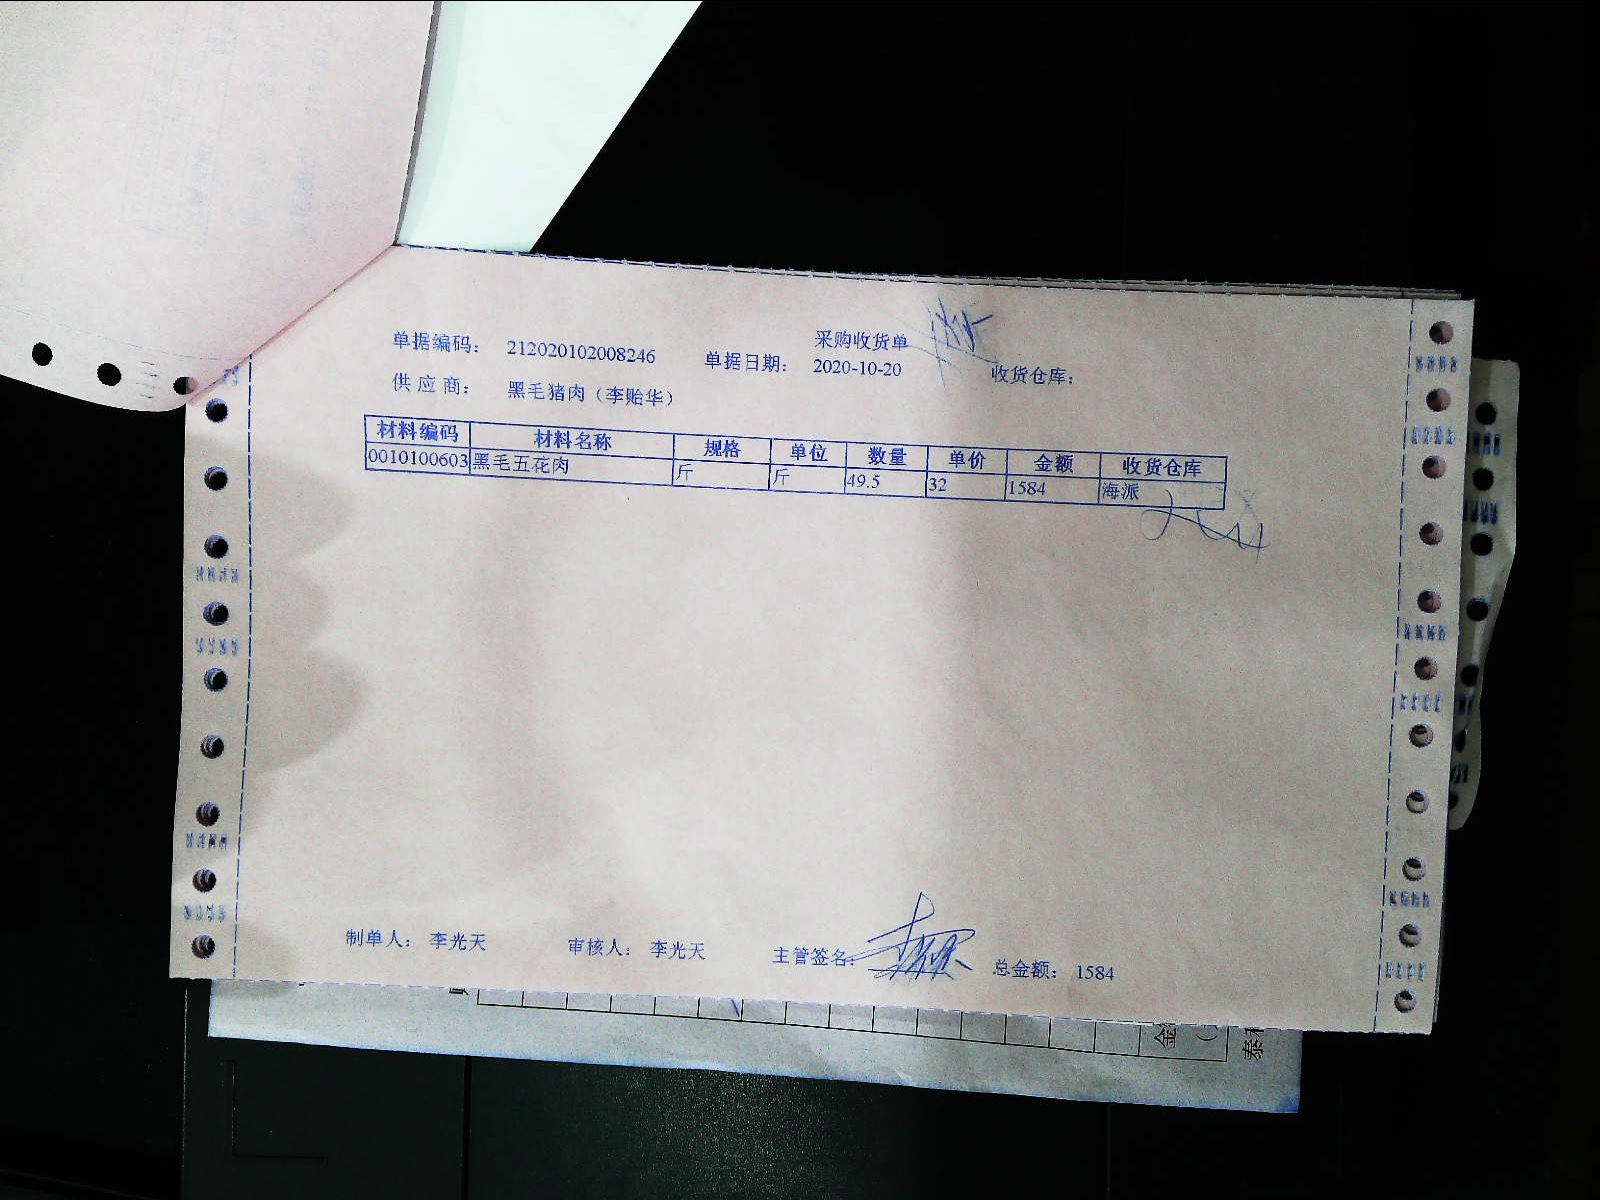 采购收货单
单据编码： 212020102008246 单据日期： 2020-10-20 收货仓库：
供 应 商： 黑毛猪肉（李贻华）
材料编码 材料名称 规格 单位 数量 单价 金额 收货仓库
0010100603 黑毛五花肉 斤 斤 49.5 32 1584 海派
制单人： 李光天 审核人： 李光天 主管签名： 总金额： 1584